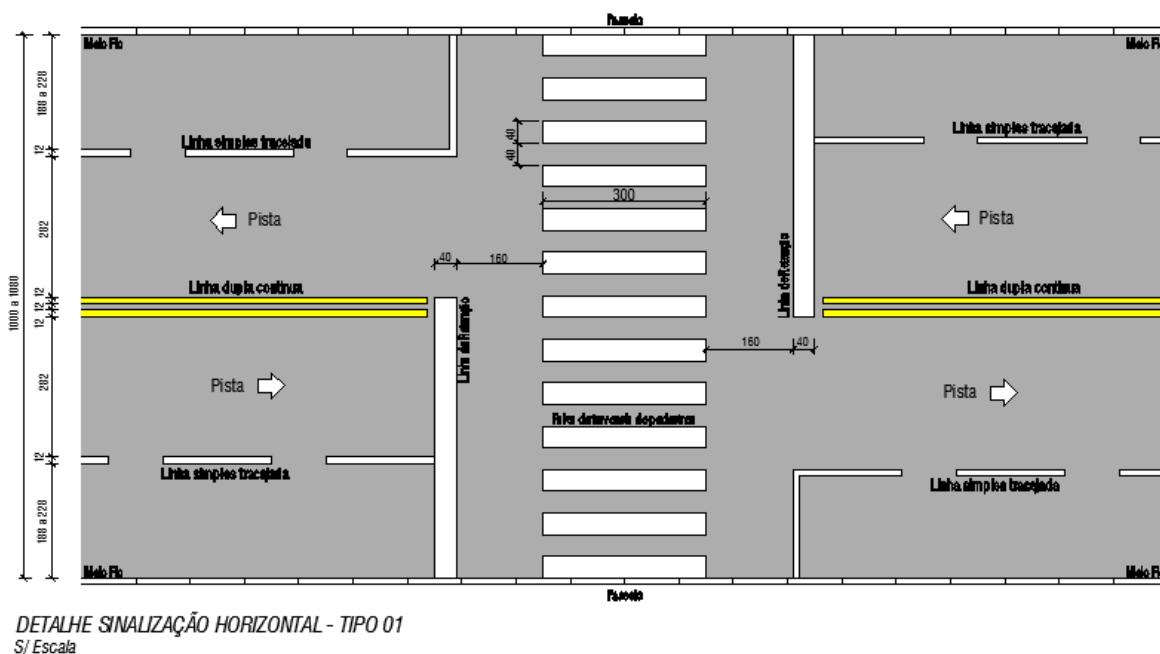 Passeio
Meio Fio
Meio Fio
188 a 228
40
Linha simples tracejada
Linha simples tracejada
12
40
300
Pista
Pista
282
1000 a 1080
Linha de Retenção
40
160
Linha dupla contínua
Linha dupla contínua
12
12
12
Linha de Retenção
160
40
Pista
Pista
282
Faixa de travessia de pedestres
12
Linha simples tracejada
Linha simples tracejada
188 a 228
Meio Fio
Meio Fio
Passeio
DETALHE SINALIZAÇÃO HORIZONTAL - TIPO 01
S/ Escala